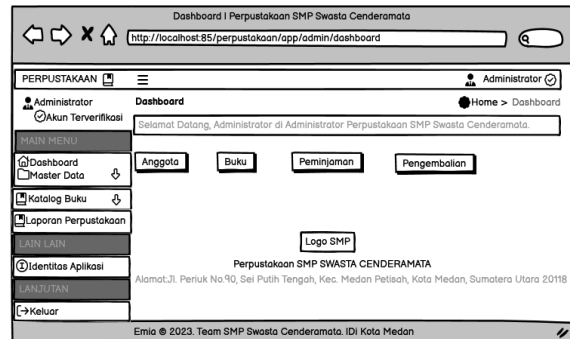 Dashboard I Perpustakaan SMP Swasta Cenderamata
http://localhost:85/perpustakaan/app/admin/dashboard
PERPUSTAKAAN
Administrator
Administrator
Akun Terverifikasi
Dashboard
Home > Dashboard
Selamat Datang, Administrator di Administrator Perpustakaan SMP Swasta Cenderamata.
MAIN MENU
Dashboard
Master Data
Katalog Buku
Laporan Perpustakaan
LAIN LAIN
Identitas Aplikasi
LANJUTAN
Keluar
Anggota Buku Peminjaman Pengembalian
Logo SMP
Perpustakaan SMP SWASTA CENDERAMATA
Alamat:Jl. Periuk No.90, Sei Putih Tengah, Kec. Medan Petisah, Kota Medan, Sumatera Utara 20118
Emia © 2023. Team SMP Swasta Cenderamata. IDi Kota Medan